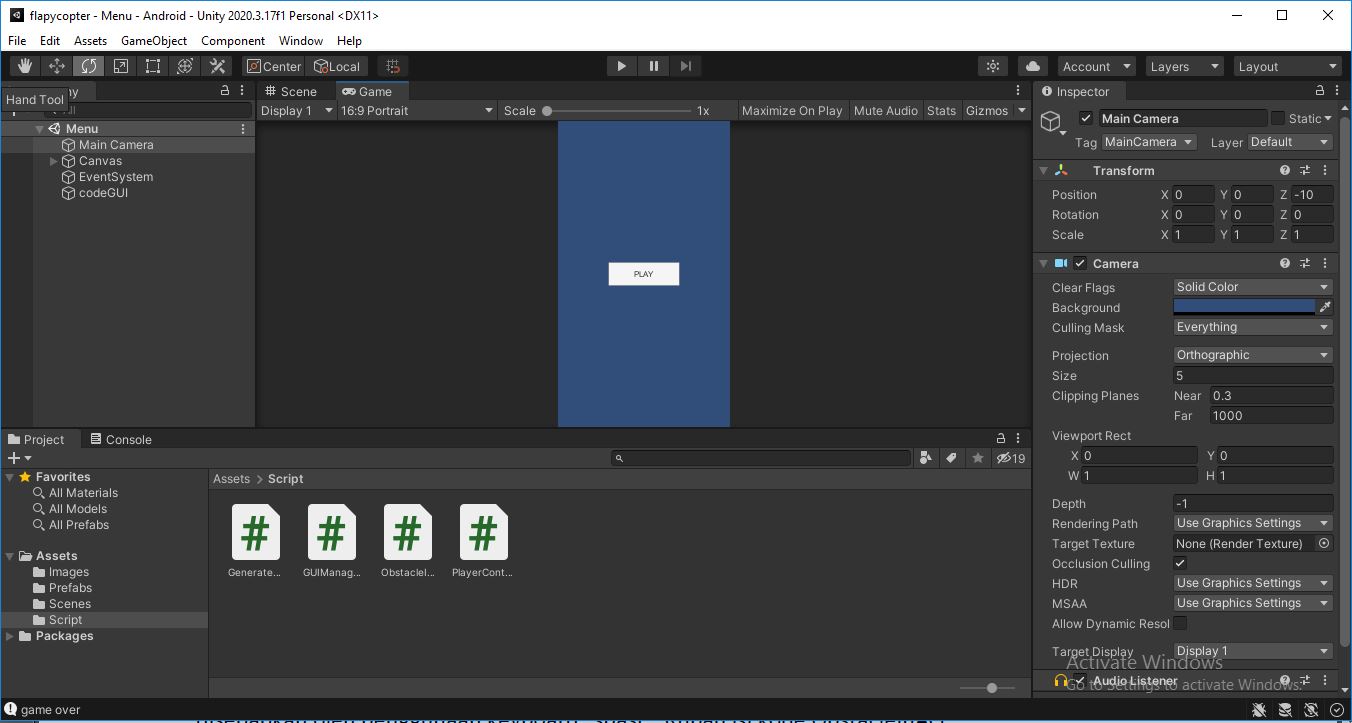 flapycopter - Menu - Android - Unity 2020.3.17f1 Personal <DX11>
File Edit Assets GameObject Component Window Help
Center Local Account Layers Layout
Hand Tool
Scene Game
Inspector
All
Display 1 16:9 Portrait Scale 1x Maximize On Play Mute Audio Stats Gizmos
Menu
Main Camera
Canvas
EventSystem
codeGUI
PLAY
Main Camera Static
Tag MainCamera Layer Default
Transform
Position X 0 Y 0 Z -10
Rotation X 0 Y 0 Z 0
Scale X 1 Y 1 Z 1
Camera
Clear Flags Solid Color
Background
Culling Mask Everything
Projection Orthographic
Size 5
Clipping Planes Near 0.3
Far 1000
Viewport Rect
X 0 Y 0
W 1 H 1
Depth -1
Rendering Path Use Graphics Settings
Target Texture None (Render Texture)
Occlusion Culling
HDR Use Graphics Settings
MSAA Use Graphics Settings
Allow Dynamic Resol
Target Display Display 1
Audio Listener
Activate Windows
Go to Settings to activate Windows.
Project Console
19
Favorites
All Materials
All Models
All Prefabs
Assets
Images
Prefabs
Scenes
Script
Packages
Assets > Script
Generate... GUIManag... ObstacleI... PlayerCont...
game over